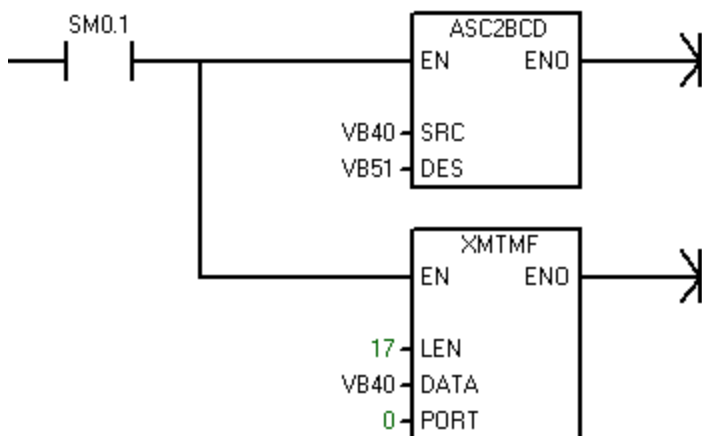 SM0.1
ASC2BCD
EN ENO
VB40 SRC
VB51 DES
XMTMF
EN ENO
17 LEN
VB40 DATA
0 PORT